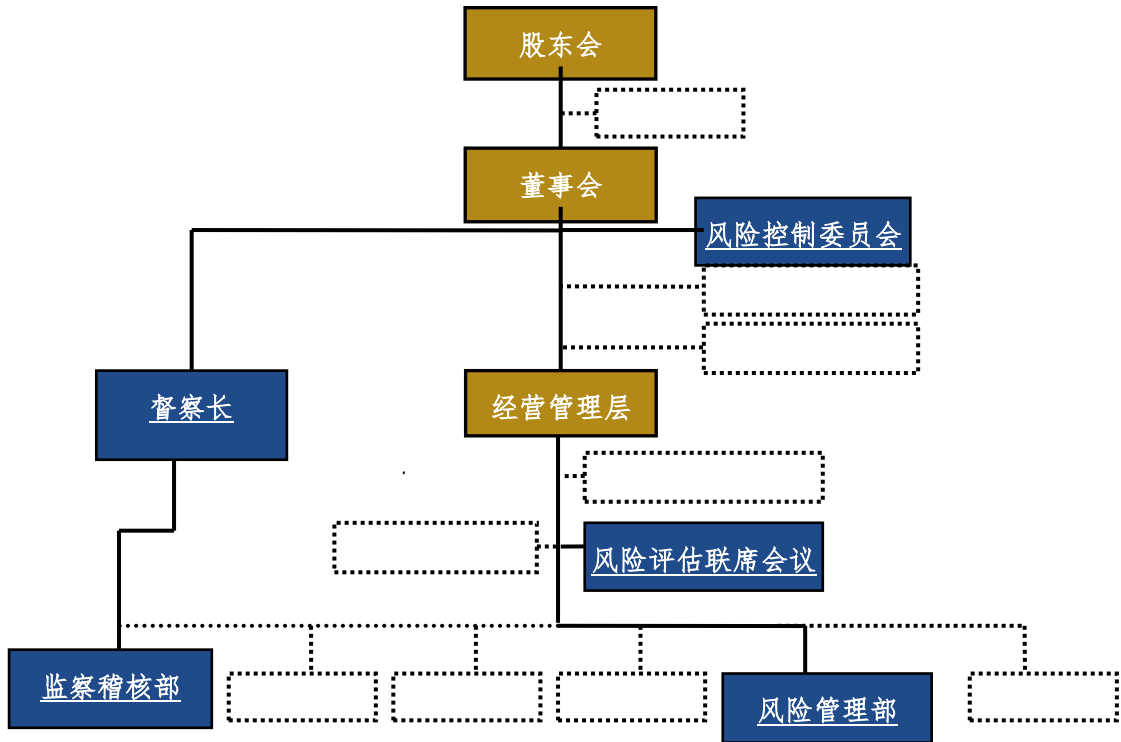 股东会
董事会
风险控制委员会
督察长
经营管理层
风险评估联席会议
监察稽核部
风险管理部